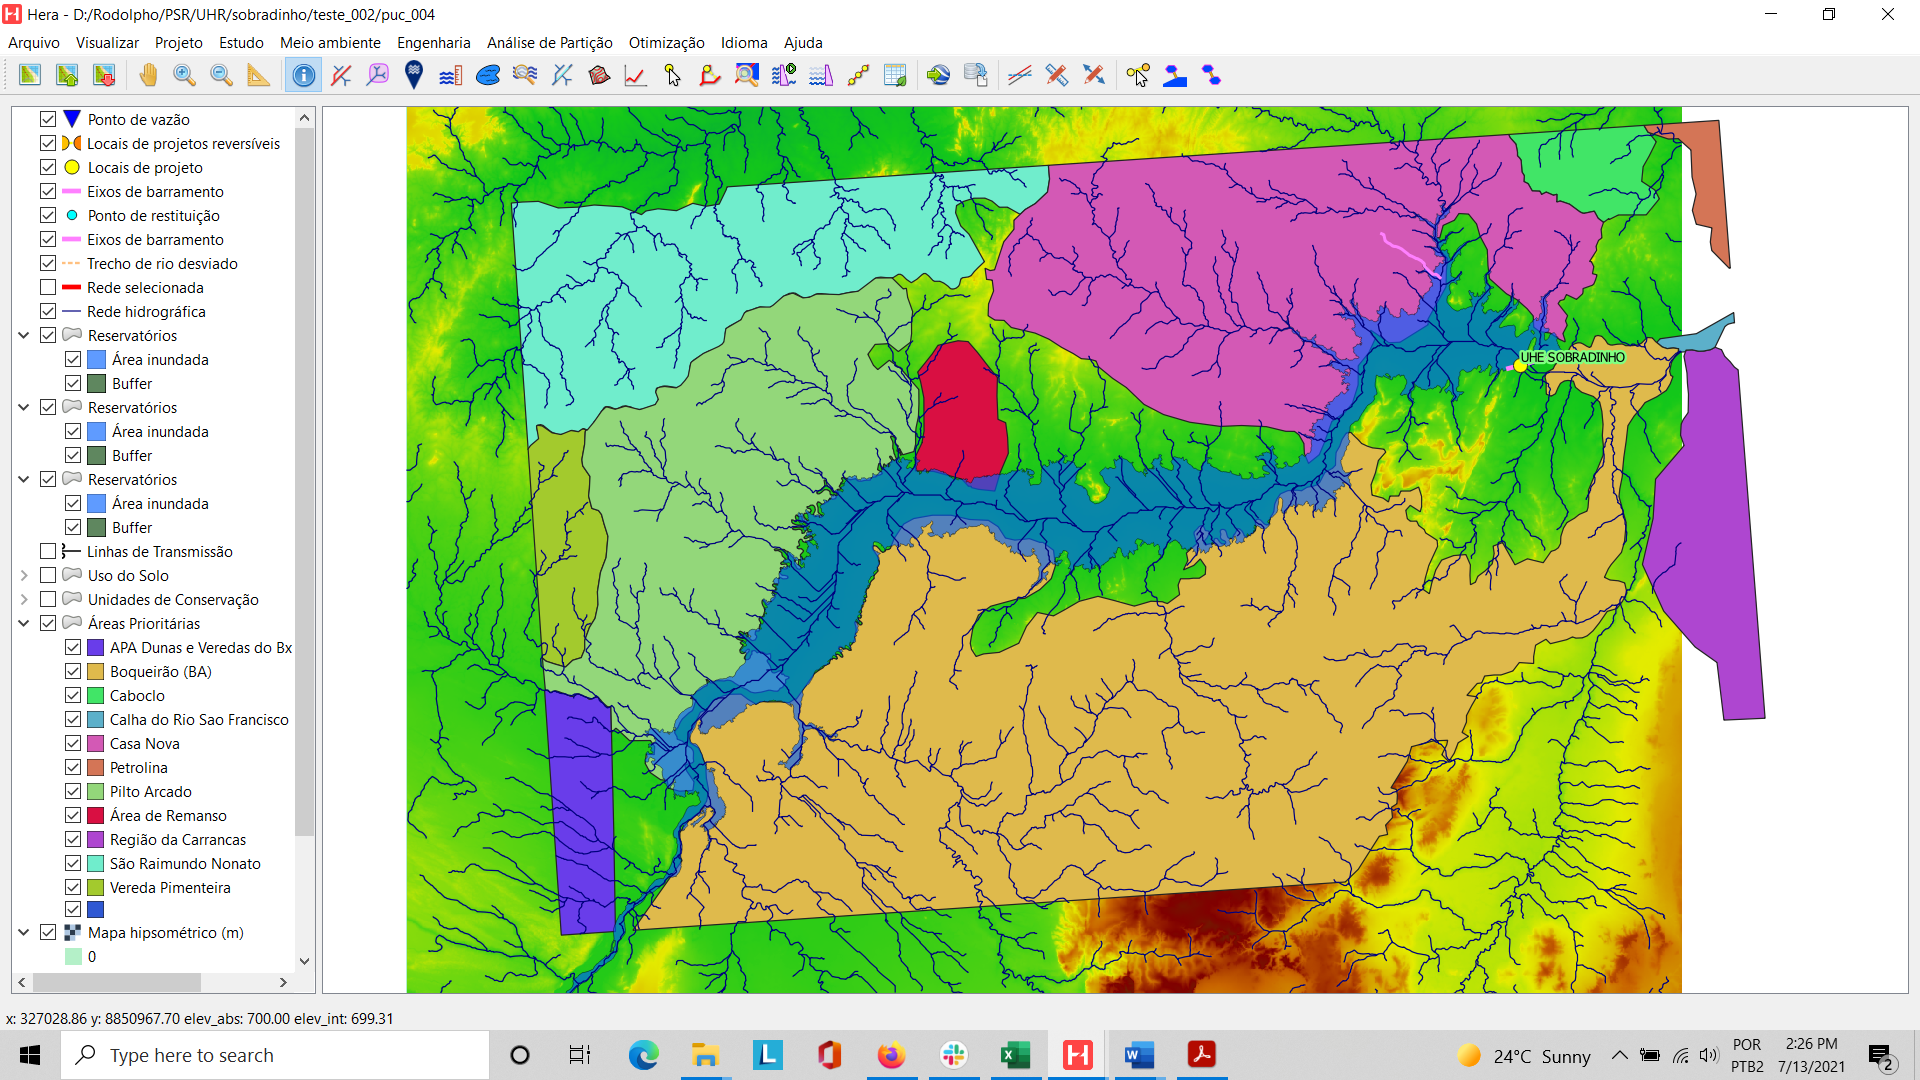 Hera - D:/Rodolpho/PSR/UHR/sobradinho/teste_002/puc_004
Arquivo Visualizar Projeto Estudo Meio ambiente Engenharia Análise de Partição Otimização Idioma Ajuda
Ponto de vazão
Locais de projetos reversíveis
Locais de projeto
Eixos de barramento
Ponto de restituição
Eixos de barramento
Trecho de rio desviado
Rede selecionada
Rede hidrográfica
Reservatórios
Área inundada
Buffer
Reservatórios
Área inundada
Buffer
Reservatórios
Área inundada
Buffer
Linhas de Transmissão
Uso do Solo
Unidades de Conservação
Áreas Prioritárias
APA Dunas e Veredas do Bx
Boqueirão (BA)
Caboclo
Calha do Rio Sao Francisco
Casa Nova
Petrolina
Pilto Arcado
Área de Remanso
Região da Carrancas
São Raimundo Nonato
Vereda Pimenteira
Mapa hipsométrico (m)
0
UHE SOBRADINHO
x: 327028.86 y: 8850967.70 elev_abs: 700.00 elev_int: 699.31
Type here to search
24°C Sunny
POR
PTB2
2:26 PM
7/13/2021
2